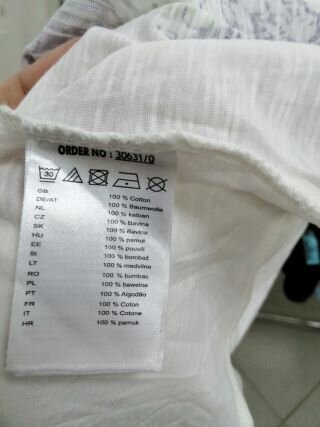 ORDER NO : 30631/0
30
GB 100 % Cotton
DE/AT 100 % Baumwolle
NL 100 % katoen
CZ 100 % Bavlna
SK 100 % Bavlna
HU 100 % pamut
EE 100 % puuvill
SI 100 % bombaž
LT 100 % medvilnė
RO 100 % bumbac
PL 100 % bawełna
PT 100 % Algodão
FR 100 % Coton
IT 100 % Cotone
HR 100 % pamuk